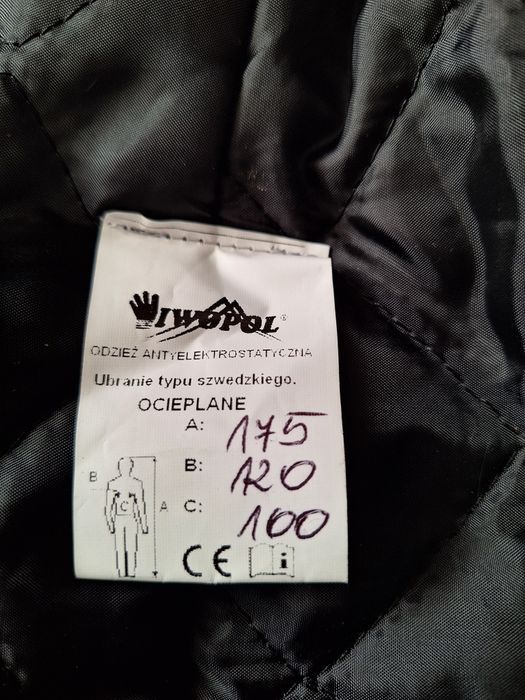 IWOPOL®
ODZIEŻ ANTYELEKTROSTATYCZNA
Ubranie typu szwedzkiego.
OCIEPLANE
A: 175
B: 120
C: 100
B
C
A
CE i